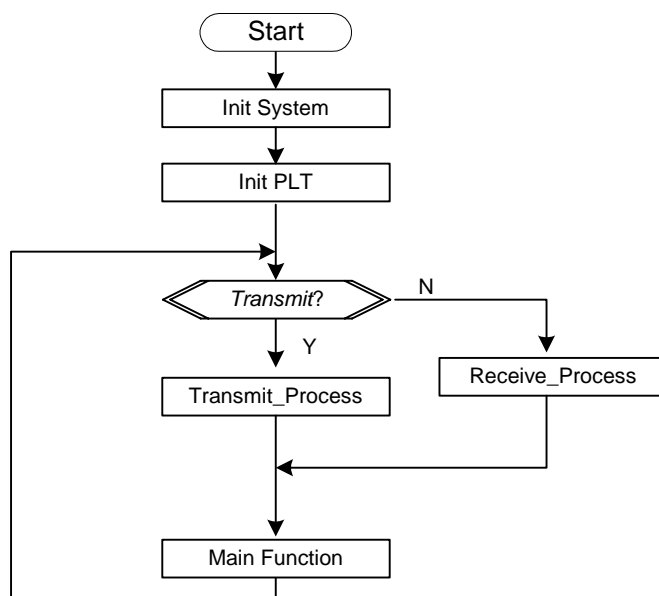 Start
Init System
Init PLT
Transmit?
N
Y
Receive_Process
Transmit_Process
Main Function